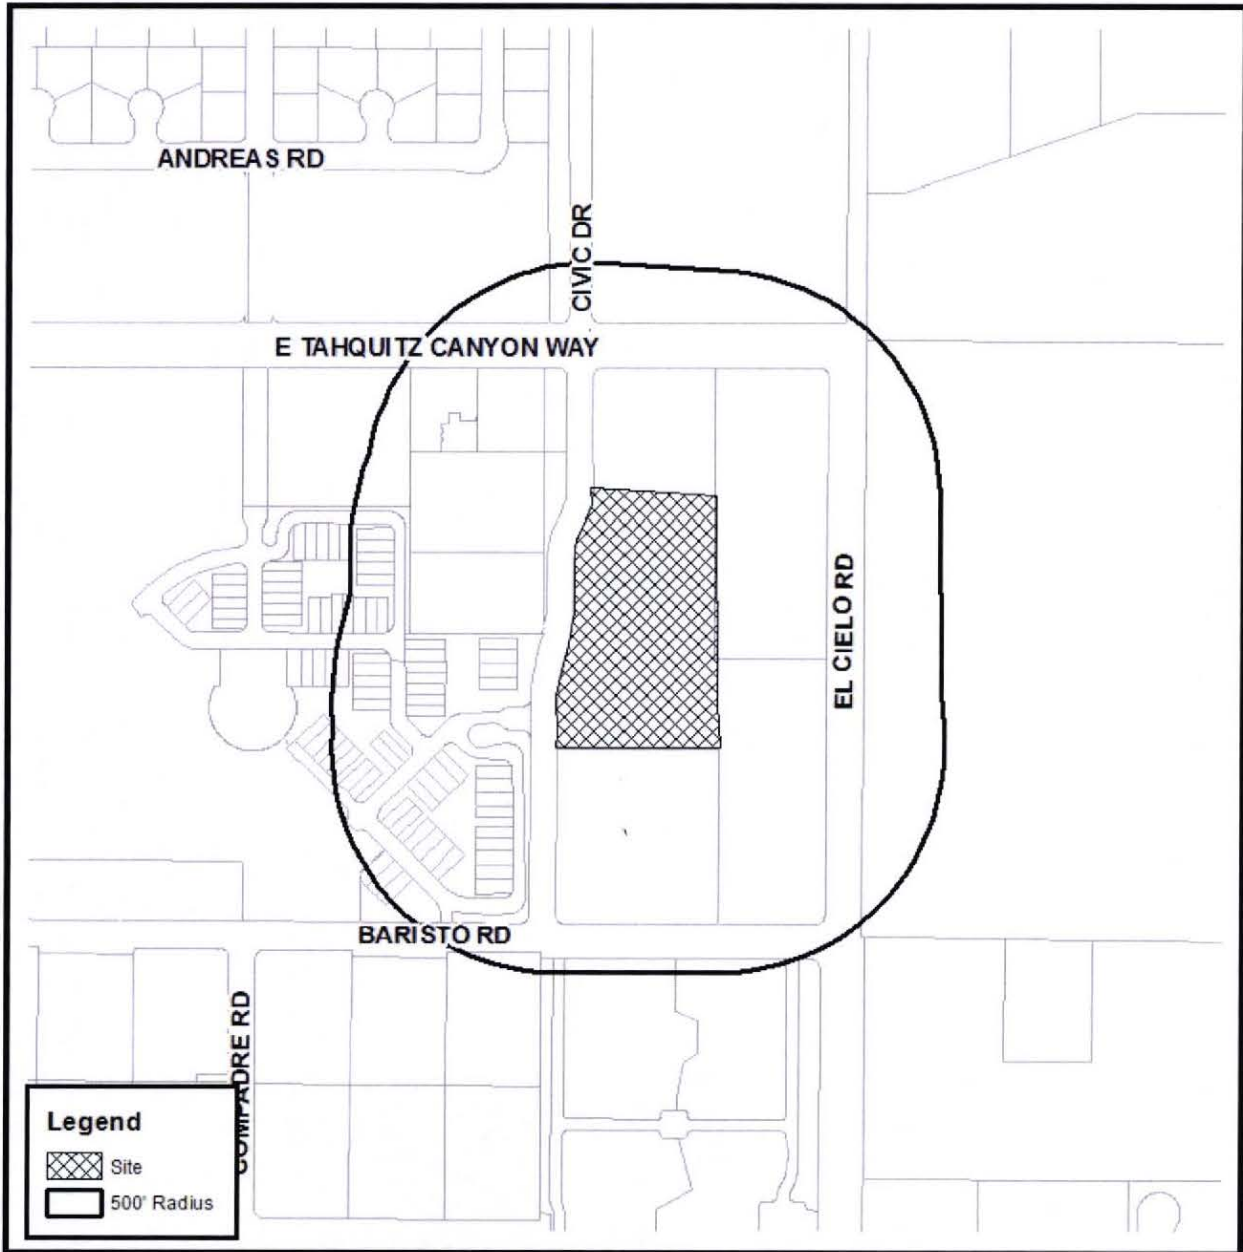 ANDREAS RD
CIVIC DR
E TAHQUITZ CANYON WAY
EL CIELO RD
BARISTO RD
COMPADRE RD
Legend
Site
500' Radius